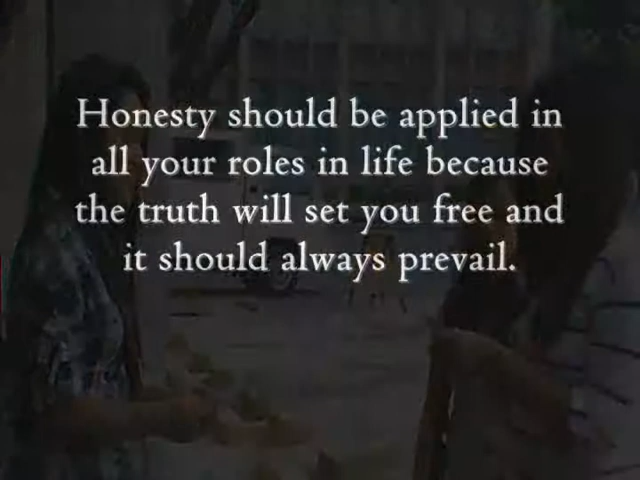 Honesty should be applied in
all your roles in life because
the truth will set you free and
it should always prevail.